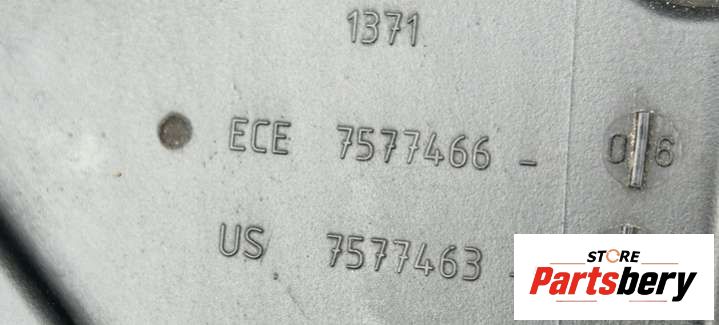 1371
ECE 7577466 - 06
US 7577463 -
STORE
Partsbery